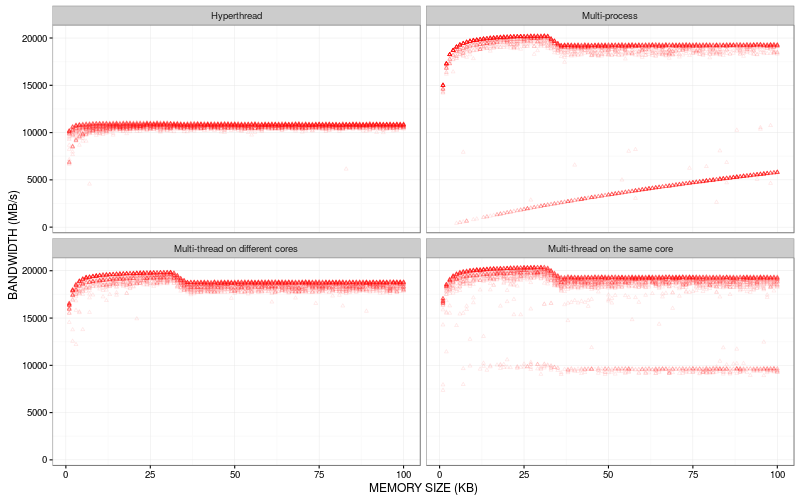 Hyperthread
Multi-process
20000
15000
10000
5000
0
BANDWIDTH (MB/s)
Multi-thread on different cores
Multi-thread on the same core
20000
15000
10000
5000
0
0 25 50 75 100
0 25 50 75 100
MEMORY SIZE (KB)